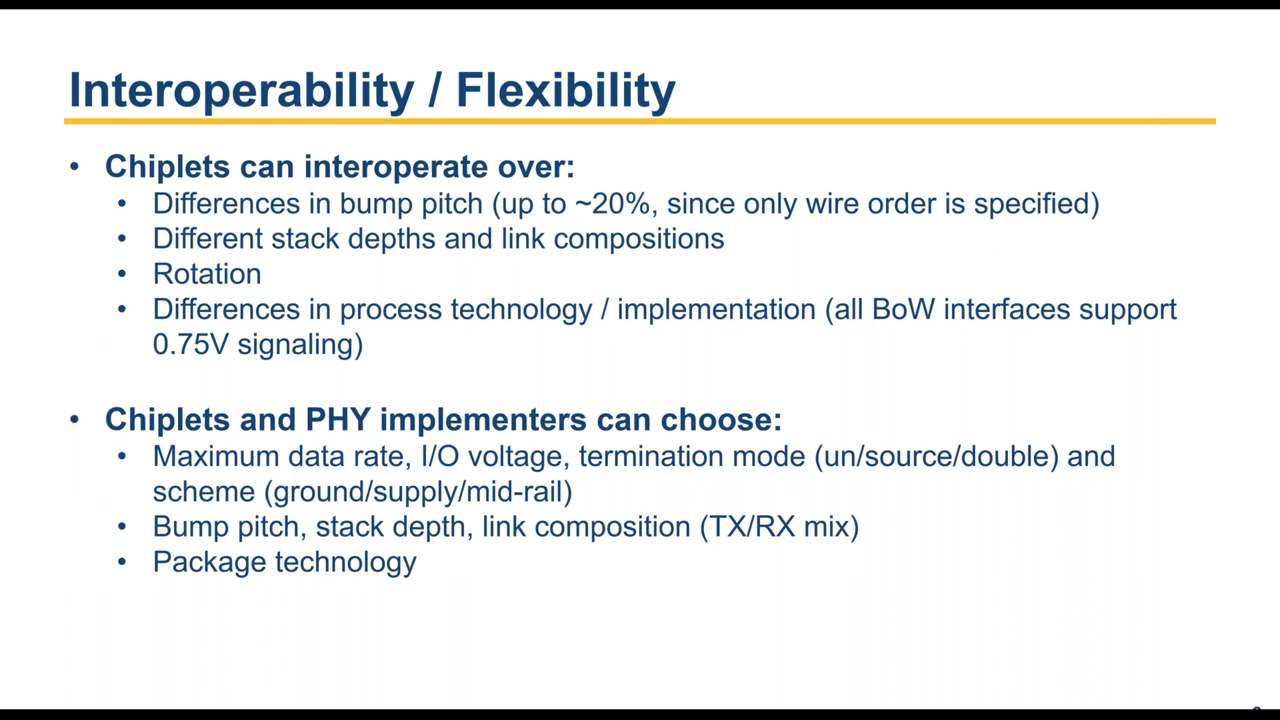 Interoperability / Flexibility
• Chiplets can interoperate over:
• Differences in bump pitch (up to ~20%, since only wire order is specified)
• Different stack depths and link compositions
• Rotation
• Differences in process technology / implementation (all BoW interfaces support
0.75V signaling)
• Chiplets and PHY implementers can choose:
• Maximum data rate, I/O voltage, termination mode (un/source/double) and
scheme (ground/supply/mid-rail)
• Bump pitch, stack depth, link composition (TX/RX mix)
• Package technology